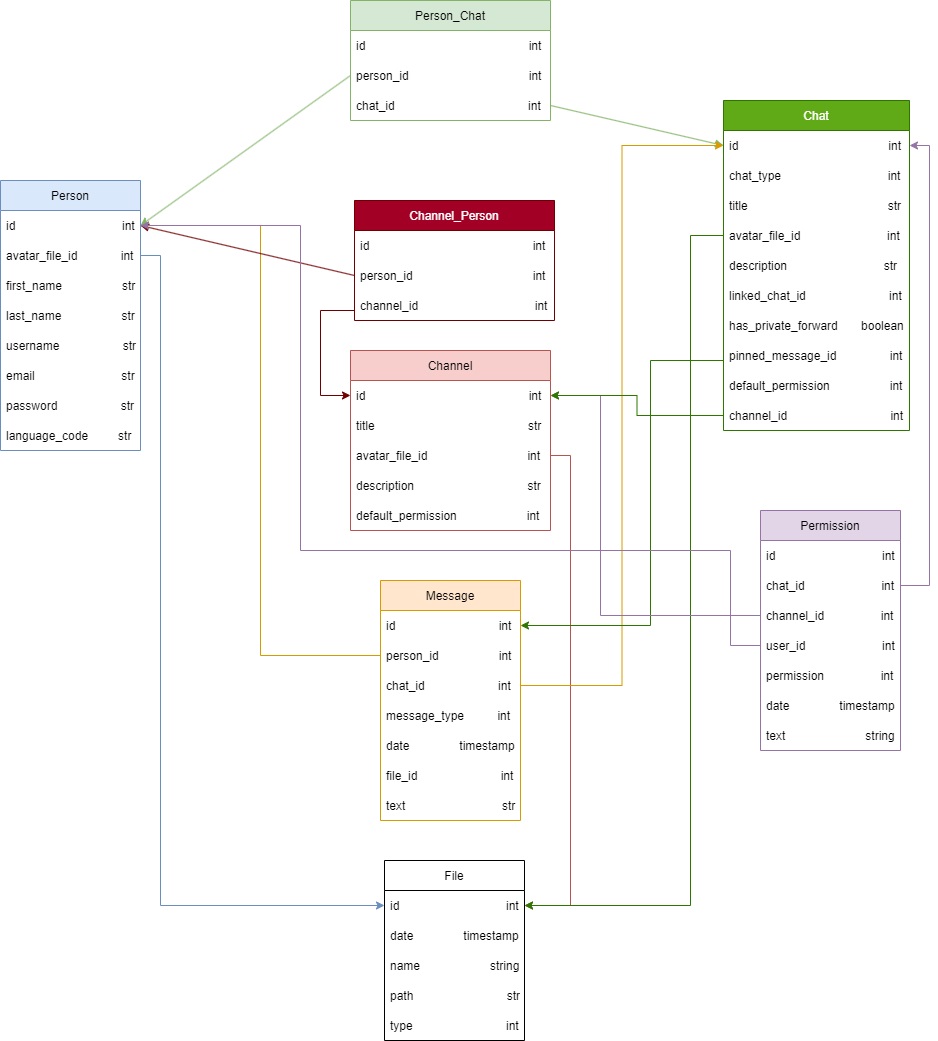 Person_Chat
id int
person_id int
chat_id int
Chat
id int
chat_type int
title str
avatar_file_id int
description str
linked_chat_id int
has_private_forward boolean
pinned_message_id int
default_permission int
channel_id int
Person
id int
avatar_file_id int
first_name str
last_name str
username str
email str
password str
language_code str
Channel_Person
id int
person_id int
channel_id int
Channel
id int
title str
avatar_file_id int
description str
default_permission int
Permission
id int
chat_id int
channel_id int
user_id int
permission int
date timestamp
text string
Message
id int
person_id int
chat_id int
message_type int
date timestamp
file_id int
text str
File
id int
date timestamp
name string
path str
type int